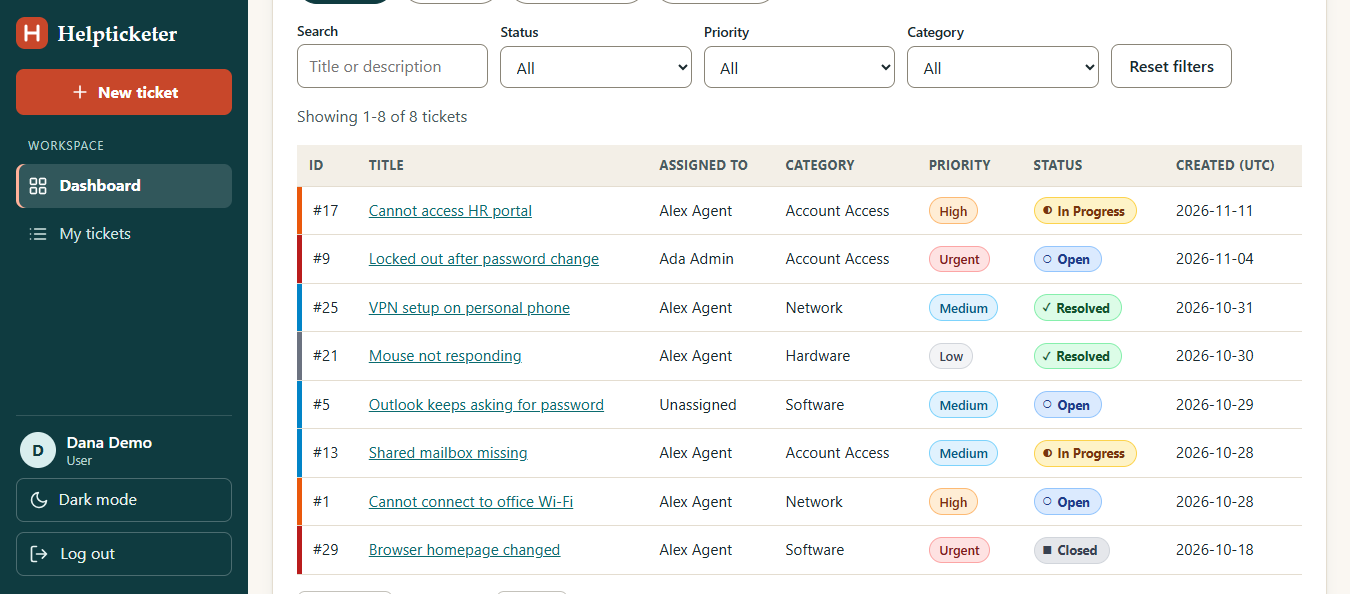 H Helpticketer
+ New ticket
WORKSPACE
Dashboard
My tickets
D
Dana Demo
User
Dark mode
Log out
Search Status Priority Category
Title or description All All All Reset filters
Showing 1-8 of 8 tickets
ID TITLE ASSIGNED TO CATEGORY PRIORITY STATUS CREATED (UTC)
#17 Cannot access HR portal Alex Agent Account Access High In Progress 2026-11-11
#9 Locked out after password change Ada Admin Account Access Urgent Open 2026-11-04
#25 VPN setup on personal phone Alex Agent Network Medium ✓ Resolved 2026-10-31
#21 Mouse not responding Alex Agent Hardware Low ✓ Resolved 2026-10-30
#5 Outlook keeps asking for password Unassigned Software Medium Open 2026-10-29
#13 Shared mailbox missing Alex Agent Account Access Medium In Progress 2026-10-28
#1 Cannot connect to office Wi-Fi Alex Agent Network High Open 2026-10-28
#29 Browser homepage changed Alex Agent Software Urgent Closed 2026-10-18